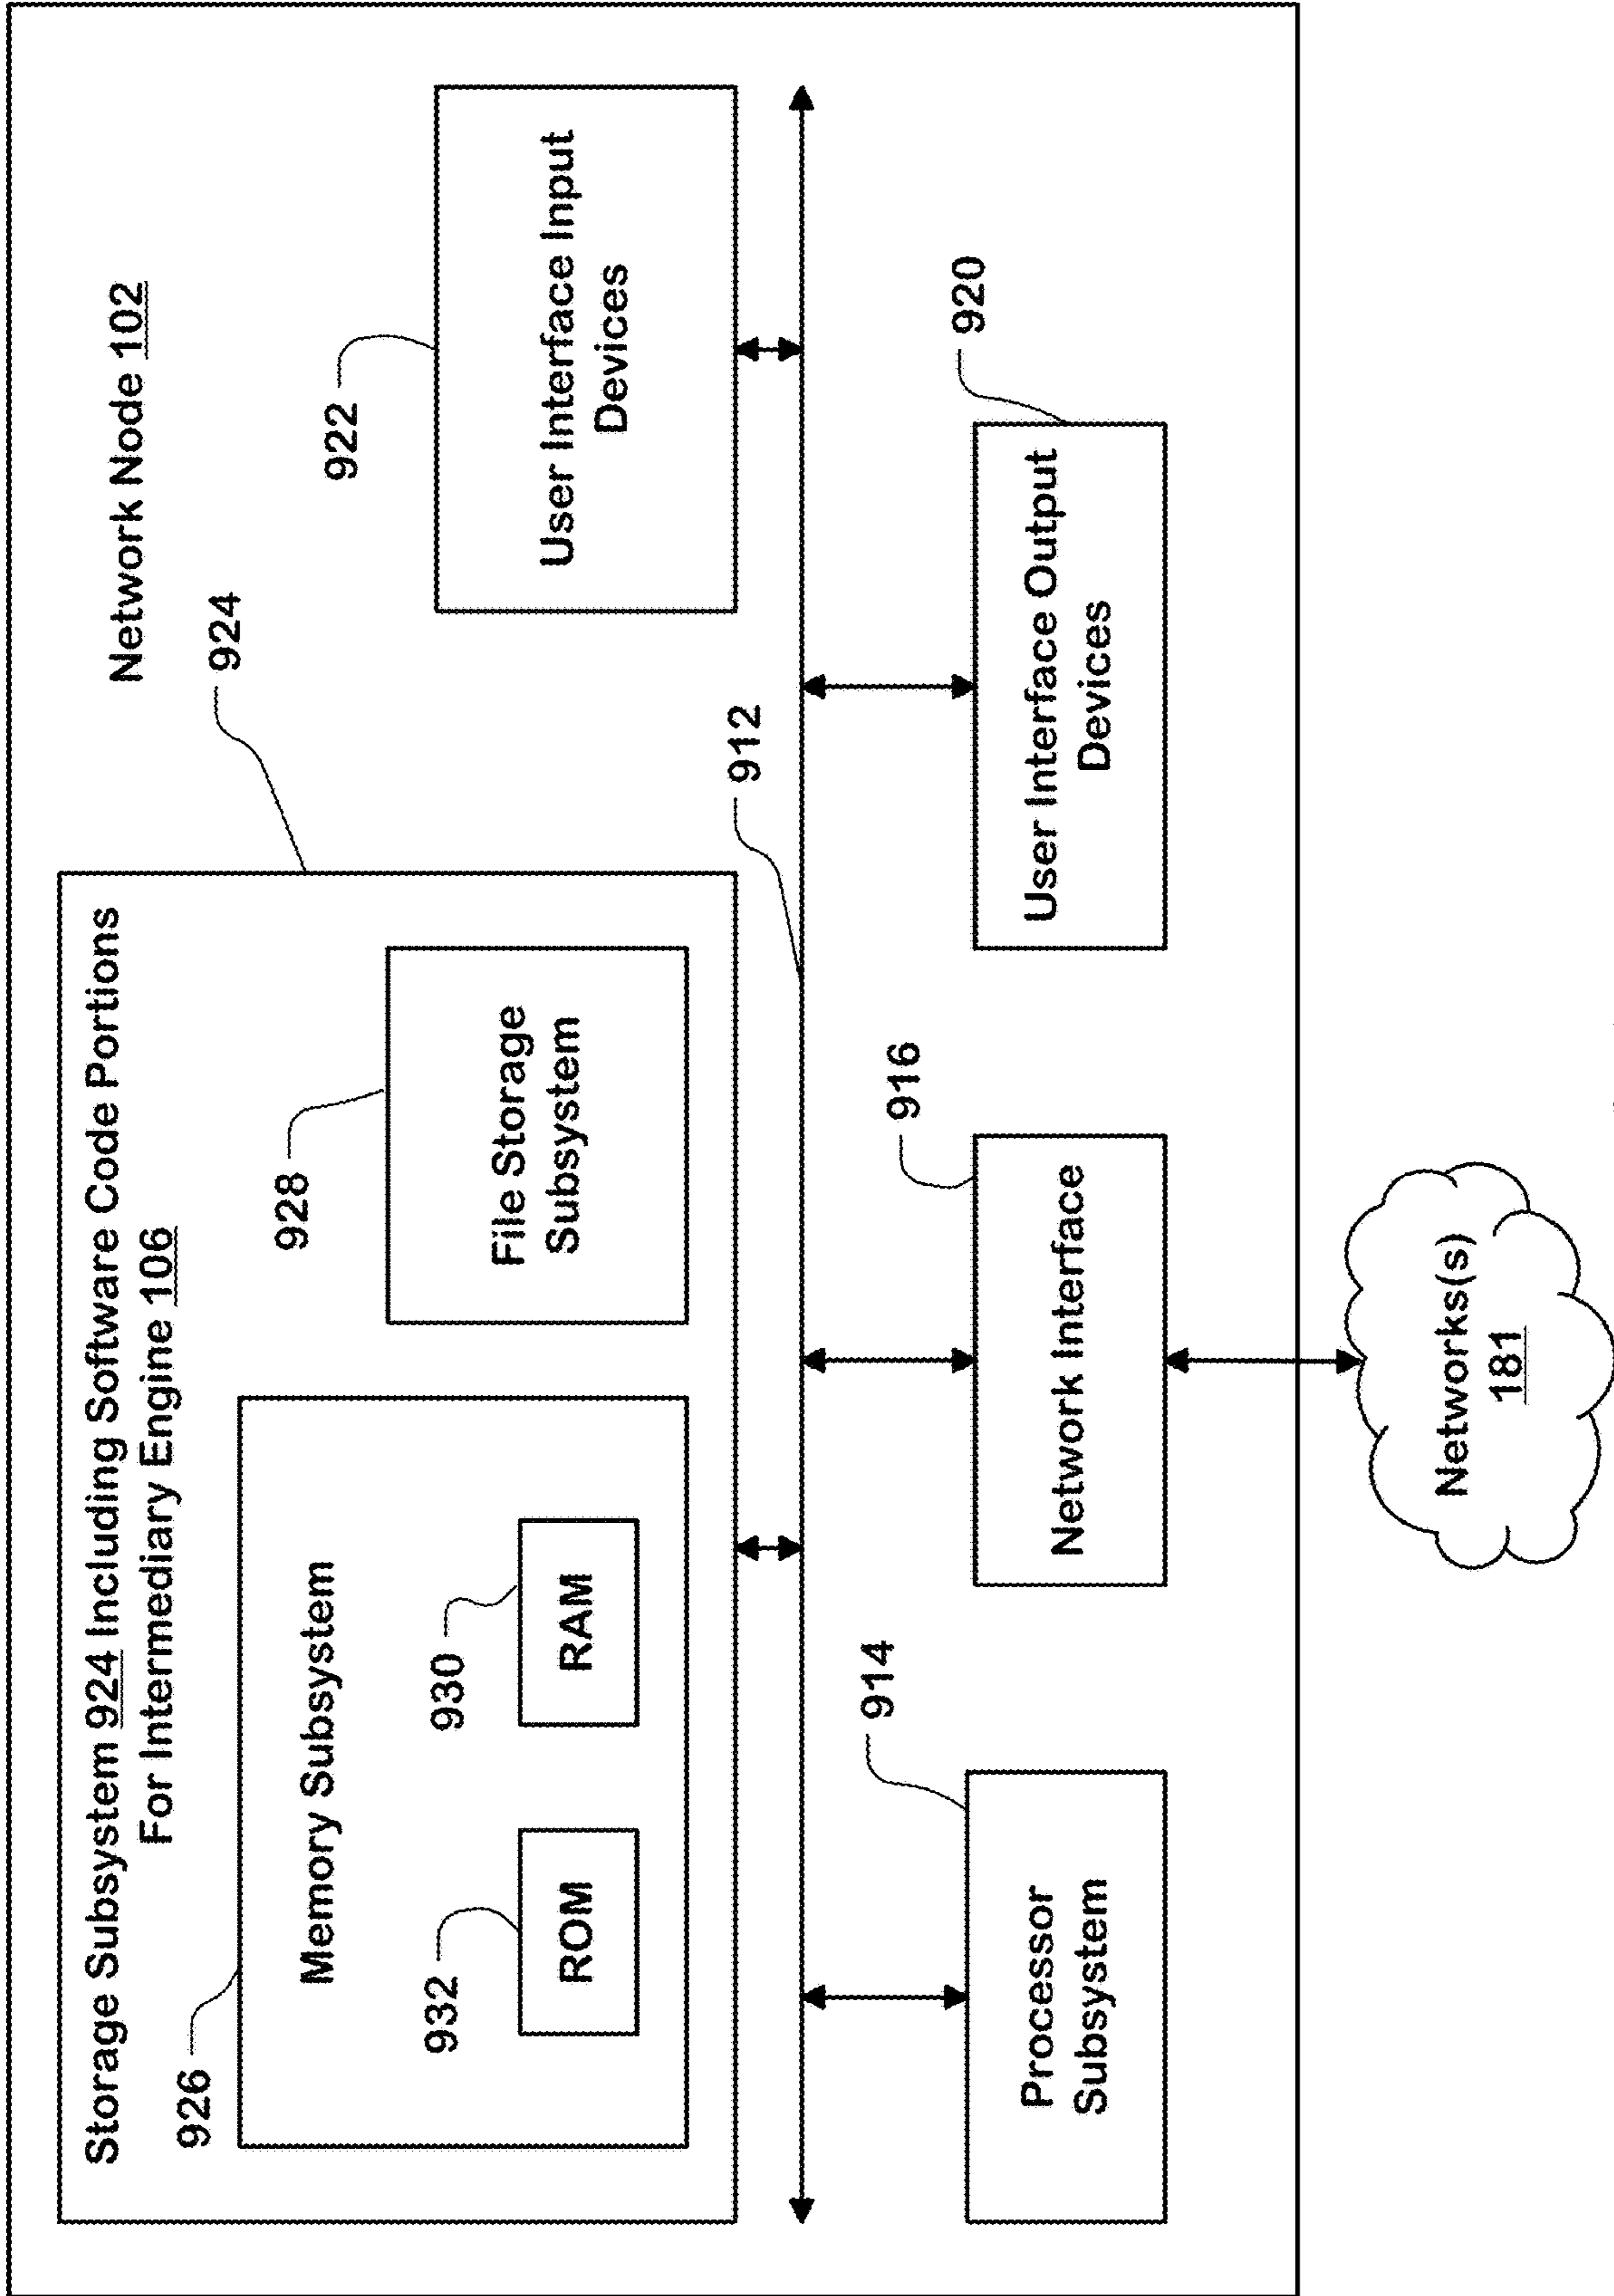 Storage Subsystem 924 Including Software Code Portions
For Intermediary Engine 106
Network Node 102
924
926
Memory Subsystem
932
ROM
930
RAM
928
File Storage
Subsystem
922
User Interface Input
Devices
912
914
Processor
Subsystem
916
Network Interface
920
User Interface Output
Devices
Networks(s)
181